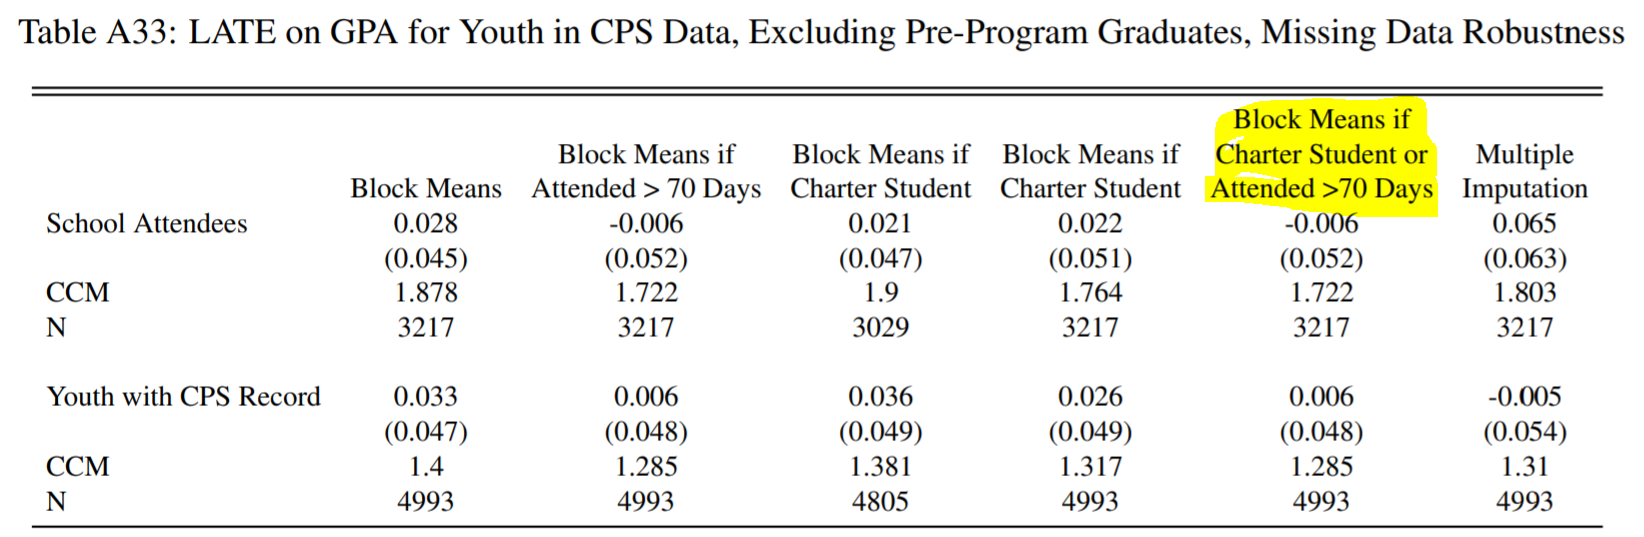 Table A33: LATE on GPA for Youth in CPS Data, Excluding Pre-Program Graduates, Missing Data Robustness
Block Means if
Block Means if Block Means if Block Means if Charter Student or Multiple
Block Means Attended > 70 Days Charter Student Charter Student Attended >70 Days Imputation
School Attendees 0.028 -0.006 0.021 0.022 -0.006 0.065
(0.045) (0.052) (0.047) (0.051) (0.052) (0.063)
CCM 1.878 1.722 1.9 1.764 1.722 1.803
N 3217 3217 3029 3217 3217 3217
Youth with CPS Record 0.033 0.006 0.036 0.026 0.006 -0.005
(0.047) (0.048) (0.049) (0.049) (0.048) (0.054)
CCM 1.4 1.285 1.381 1.317 1.285 1.31
N 4993 4993 4805 4993 4993 4993